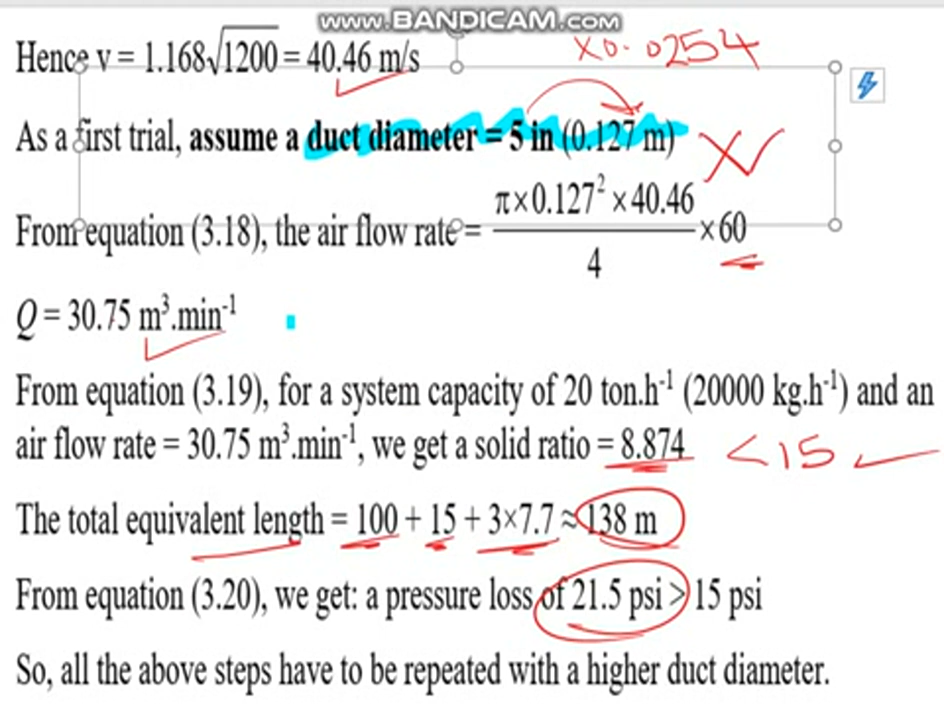 WWW.BANDICAM.COM
Hence v = 1.168√1200 = 40.46 m/s
x0.0254
As a first trial, assume a duct diameter = 5 in (0.127 m)
From equation (3.18), the air flow rate = π×0.127²×40.46 / 4 ×60
Q = 30.75 m³.min⁻¹
From equation (3.19), for a system capacity of 20 ton.h⁻¹ (20000 kg.h⁻¹) and an
air flow rate = 30.75 m³.min⁻¹, we get a solid ratio = 8.874 <15
The total equivalent length = 100 + 15 + 3×7.7 ≈ 138 m
From equation (3.20), we get: a pressure loss of 21.5 psi > 15 psi
So, all the above steps have to be repeated with a higher duct diameter.